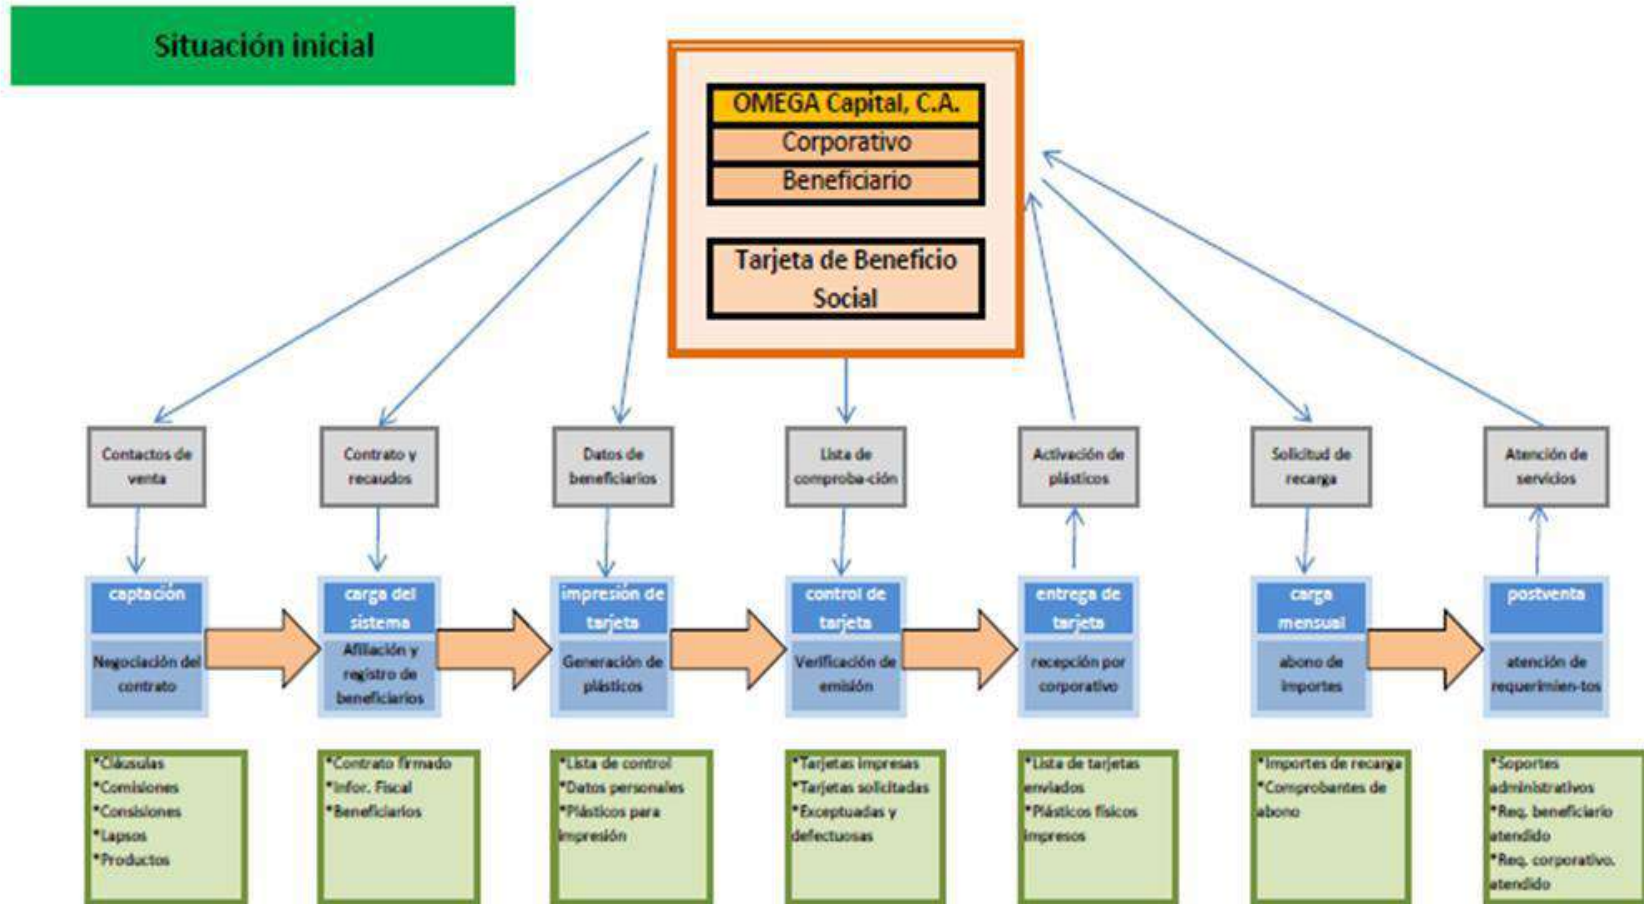 Situación inicial
OMEGA Capital, C.A.
Corporativo
Beneficiario
Tarjeta de Beneficio
Social
Contactos de
venta
Contrato y
recaudos
Datos de
beneficiarios
Lista de
comproba-ción
Activación de
plásticos
Solicitud de
recarga
Atención de
servicios
captación
Negociación del
contrato
carga del
sistema
Afiliación y
registro de
beneficiarios
impresión de
tarjeta
Generación de
plásticos
control de
tarjeta
Verificación de
emisión
entrega de
tarjeta
recepción por
corporativo
carga
mensual
abono de
importes
postventa
atención de
requerimien-tos
*Cláusulas
*Comisiones
*Consisiones
*Lapsos
*Productos
*Contrato firmado
*Infor. Fiscal
*Beneficiarios
*Lista de control
*Datos personales
*Plásticos para
impresión
*Tarjetas impresas
*Tarjetas solicitadas
*Exceptuadas y
defectuosas
*Lista de tarjetas
enviados
*Plásticos físicos
impresos
*Importes de recarga
*Comprobantes de
abono
*Soportes
administrativos
*Req. beneficiario
atendido
*Req. corporativo.
atendido